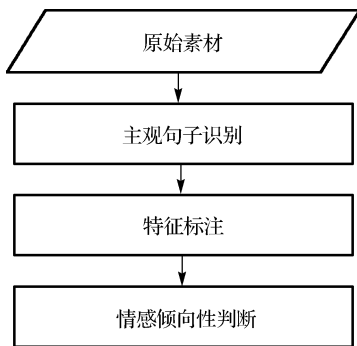 原始素材
主观句子识别
特征标注
情感倾向性判断